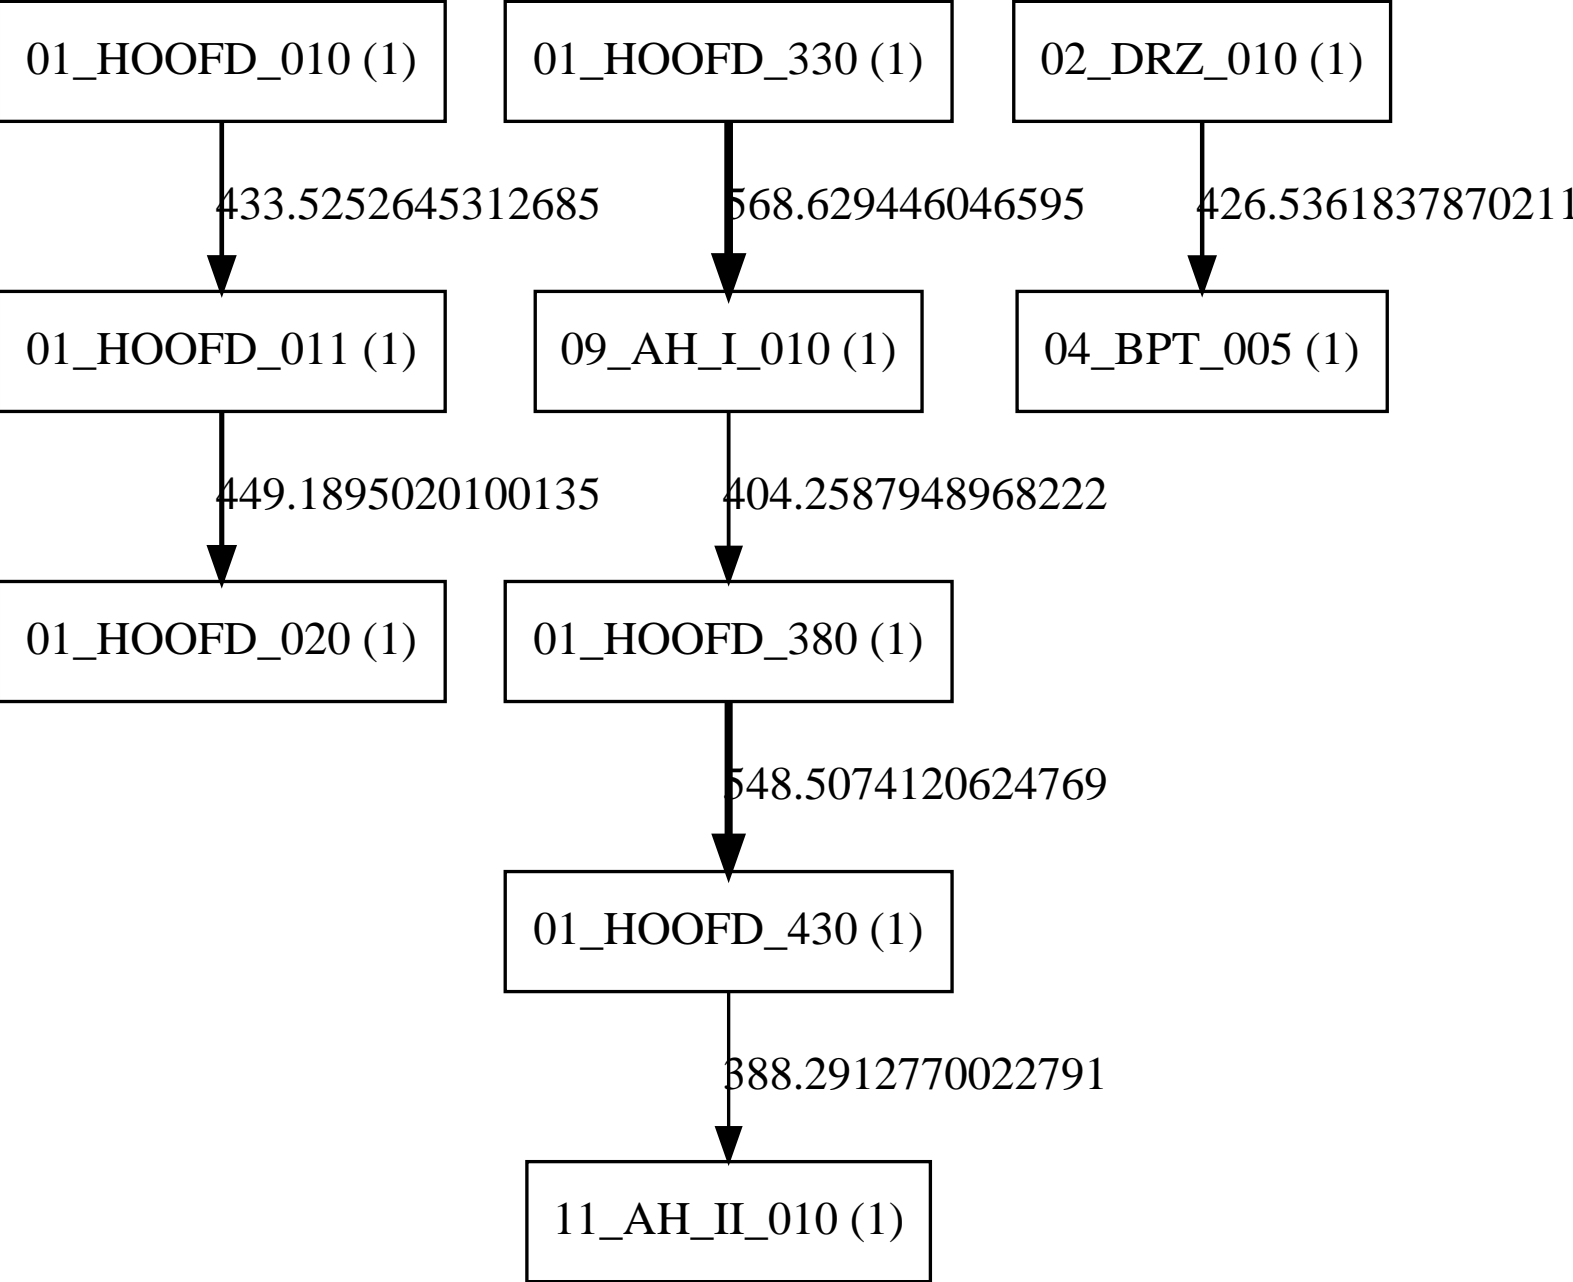 01_HOOFD_010 (1)
01_HOOFD_330 (1)
02_DRZ_010 (1)
433.5252645312685
568.629446046595
426.5361837870211
01_HOOFD_011 (1)
09_AH_I_010 (1)
04_BPT_005 (1)
449.1895020100135
404.2587948968222
01_HOOFD_020 (1)
01_HOOFD_380 (1)
548.5074120624769
01_HOOFD_430 (1)
388.2912770022791
11_AH_II_010 (1)